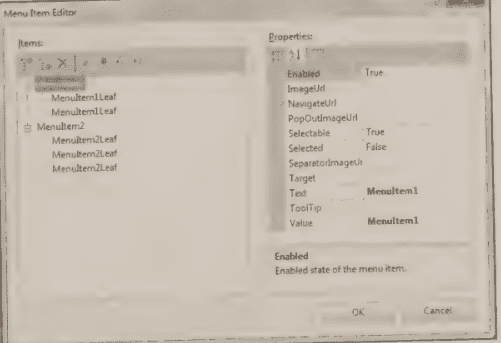 Menu Item Editor
Items:
MenuItem1Leaf
MenuItem1Leaf
MenuItem2
MenuItem2Leaf
MenuItem2Leaf
MenuItem2Leaf
Properties:
Enabled True
ImageUrl
NavigateUrl
PopOutImageUrl
Selectable True
Selected False
SeparatorImageUr
Target
Text MenuItem1
ToolTip
Value MenuItem1
Enabled
Enabled state of the menu item.
OK Cancel